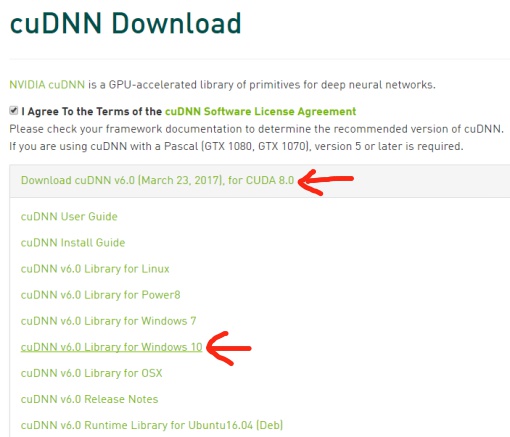 cuDNN Download
NVIDIA cuDNN is a GPU-accelerated library of primitives for deep neural networks.
I Agree To the Terms of the cuDNN Software License Agreement
Please check your framework documentation to determine the recommended version of cuDNN.
If you are using cuDNN with a Pascal (GTX 1080, GTX 1070), version 5 or later is required.
Download cuDNN v6.0 (March 23, 2017), for CUDA 8.0
cuDNN User Guide
cuDNN Install Guide
cuDNN v6.0 Library for Linux
cuDNN v6.0 Library for Power8
cuDNN v6.0 Library for Windows 7
cuDNN v6.0 Library for Windows 10
cuDNN v6.0 Library for OSX
cuDNN v6.0 Release Notes
cuDNN v6.0 Runtime Library for Ubuntu16.04 (Deb)